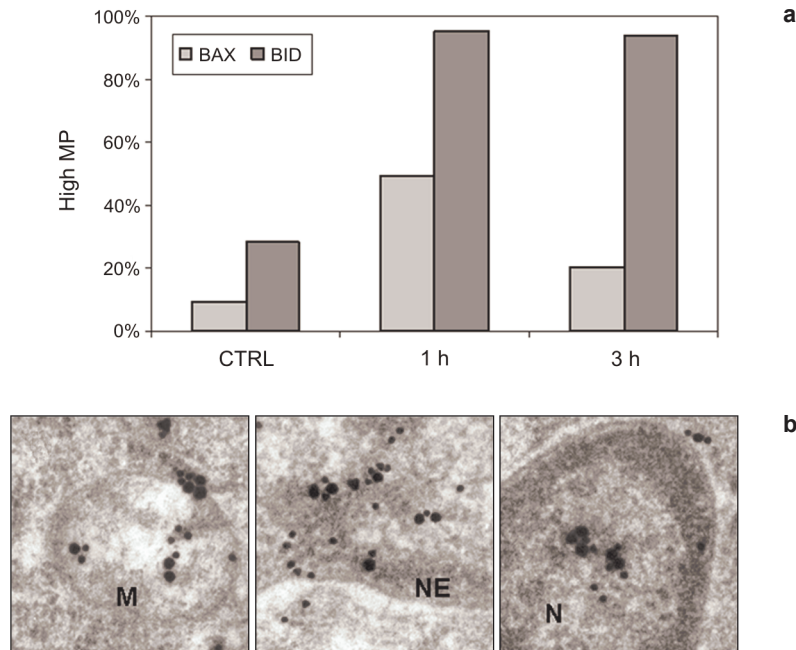 a
100%
80%
60%
40%
20%
0%
High MP
BAX BID
CTRL 1 h 3 h
b
M NE N